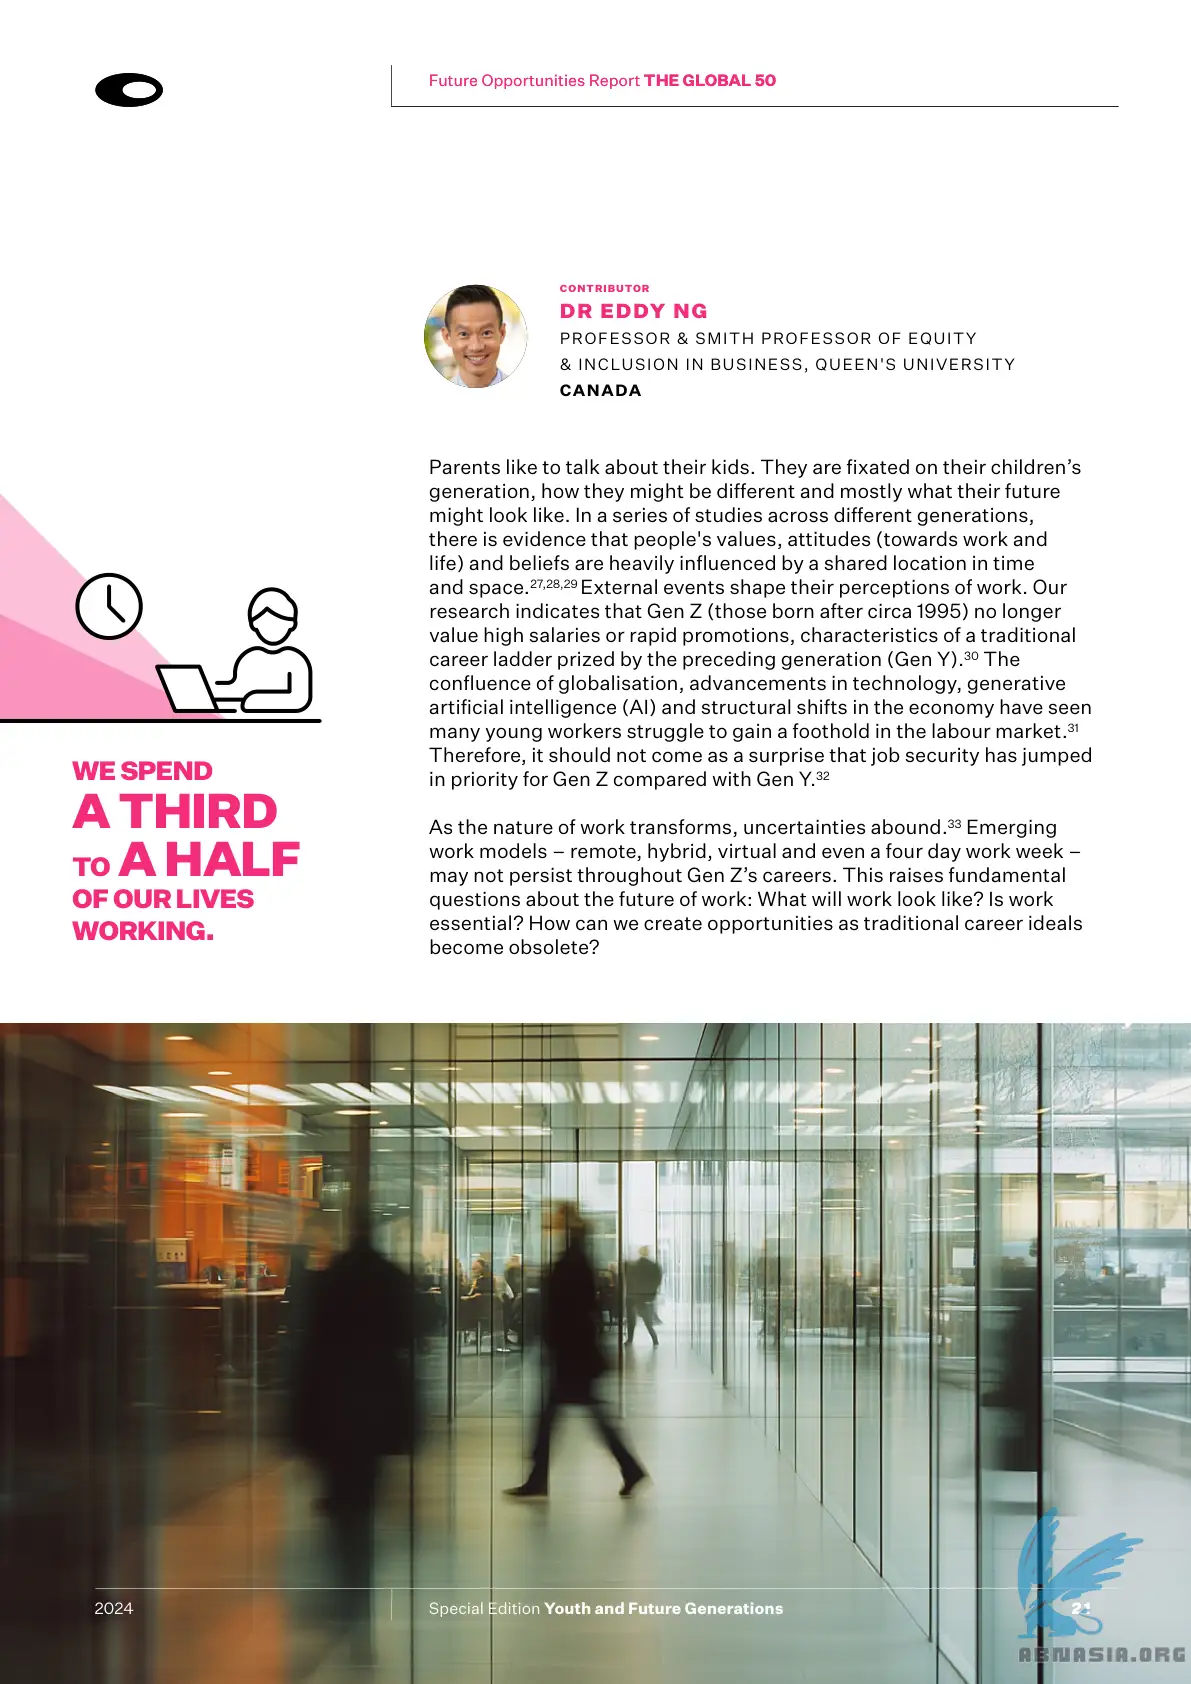 Future Opportunities Report THE GLOBAL 50
CONTRIBUTOR
DR EDDY NG
PROFESSOR & SMITH PROFESSOR OF EQUITY
& INCLUSION IN BUSINESS, QUEEN'S UNIVERSITY
CANADA
Parents like to talk about their kids. They are fixated on their children’s
generation, how they might be different and mostly what their future
might look like. In a series of studies across different generations,
there is evidence that people's values, attitudes (towards work and
life) and beliefs are heavily influenced by a shared location in time
and space.27,28,29 External events shape their perceptions of work. Our
research indicates that Gen Z (those born after circa 1995) no longer
value high salaries or rapid promotions, characteristics of a traditional
career ladder prized by the preceding generation (Gen Y).30 The
confluence of globalisation, advancements in technology, generative
artificial intelligence (AI) and structural shifts in the economy have seen
many young workers struggle to gain a foothold in the labour market.31
Therefore, it should not come as a surprise that job security has jumped
in priority for Gen Z compared with Gen Y.32
As the nature of work transforms, uncertainties abound.33 Emerging
work models – remote, hybrid, virtual and even a four day work week –
may not persist throughout Gen Z’s careers. This raises fundamental
questions about the future of work: What will work look like? Is work
essential? How can we create opportunities as traditional career ideals
become obsolete?
WE SPEND
A THIRD
TO A HALF
OF OUR LIVES
WORKING.
2024
Special Edition Youth and Future Generations
21
ABNASIA.ORG